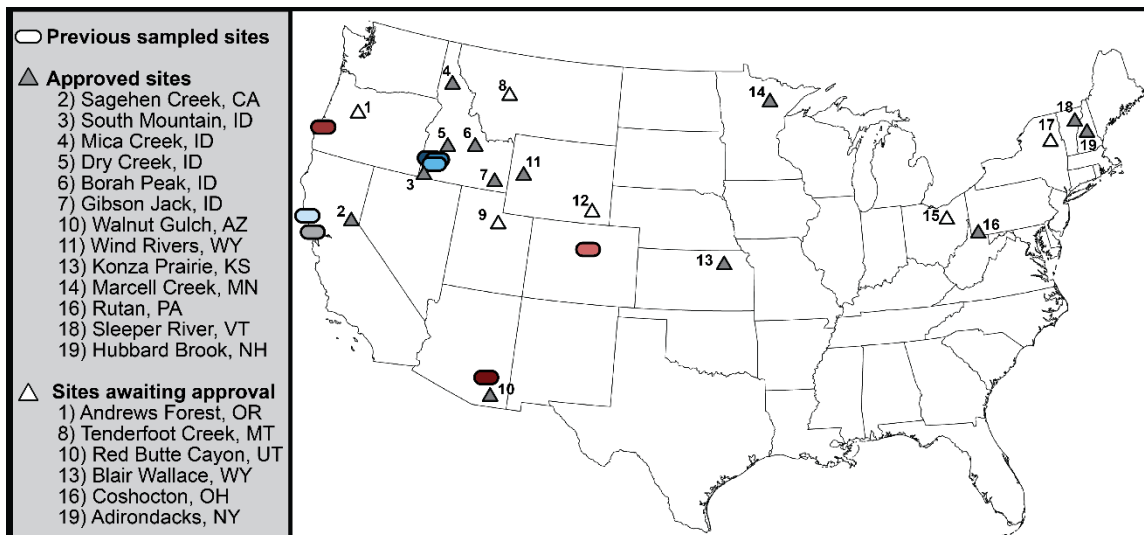 Previous sampled sites
Approved sites
2) Sagehen Creek, CA
3) South Mountain, ID
4) Mica Creek, ID
5) Dry Creek, ID
6) Borah Peak, ID
7) Gibson Jack, ID
10) Walnut Gulch, AZ
11) Wind Rivers, WY
13) Konza Prairie, KS
14) Marcell Creek, MN
16) Rutan, PA
18) Sleeper River, VT
19) Hubbard Brook, NH
Sites awaiting approval
1) Andrews Forest, OR
8) Tenderfoot Creek, MT
10) Red Butte Cayon, UT
13) Blair Wallace, WY
16) Coshocton, OH
19) Adirondacks, NY
4
8
14
1
18
17
19
5
6
11
7
3
12
15
16
2
9
13
10